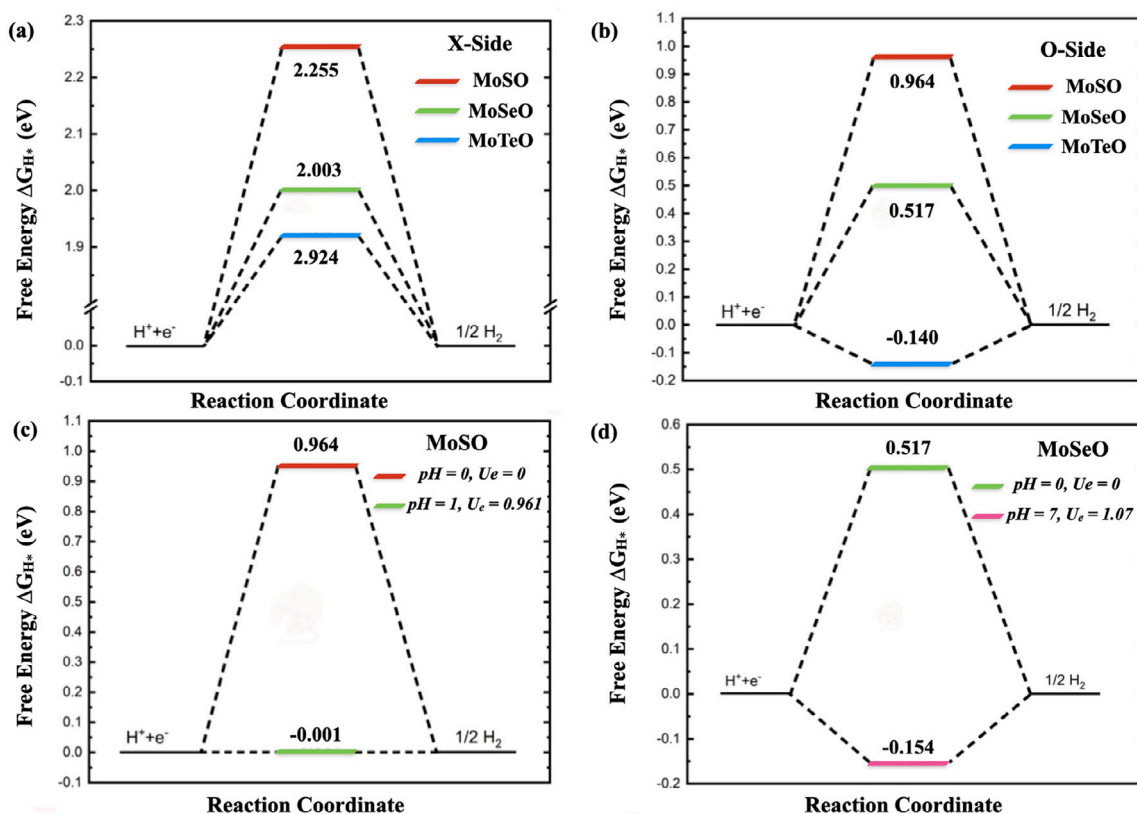 (a)
X-Side
2.255
MoSO
MoSeO
MoTeO
2.003
2.924
Free Energy ΔG_H* (eV)
2.2
2.1
2.0
1.9
0.0
-0.1
H⁺+e⁻
1/2 H₂
Reaction Coordinate
(b)
O-Side
0.964
MoSO
MoSeO
MoTeO
0.517
-0.140
Free Energy ΔG_H* (eV)
1.1
1.0
0.9
0.8
0.7
0.6
0.5
0.4
0.3
0.2
0.1
0.0
-0.1
-0.2
H⁺+e⁻
1/2 H₂
Reaction Coordinate
(c)
MoSO
0.964
pH = 0, Ue = 0
pH = 1, Uₑ = 0.961
-0.001
Free Energy ΔG_H* (eV)
1.1
1.0
0.9
0.8
0.7
0.6
0.5
0.4
0.3
0.2
0.1
0.0
-0.1
H⁺+e⁻
1/2 H₂
Reaction Coordinate
(d)
MoSeO
0.517
pH = 0, Ue = 0
pH = 7, Uₑ = 1.07
-0.154
Free Energy ΔG_H* (eV)
0.6
0.5
0.4
0.3
0.2
0.1
0.0
-0.1
-0.2
H⁺+e⁻
1/2 H₂
Reaction Coordinate